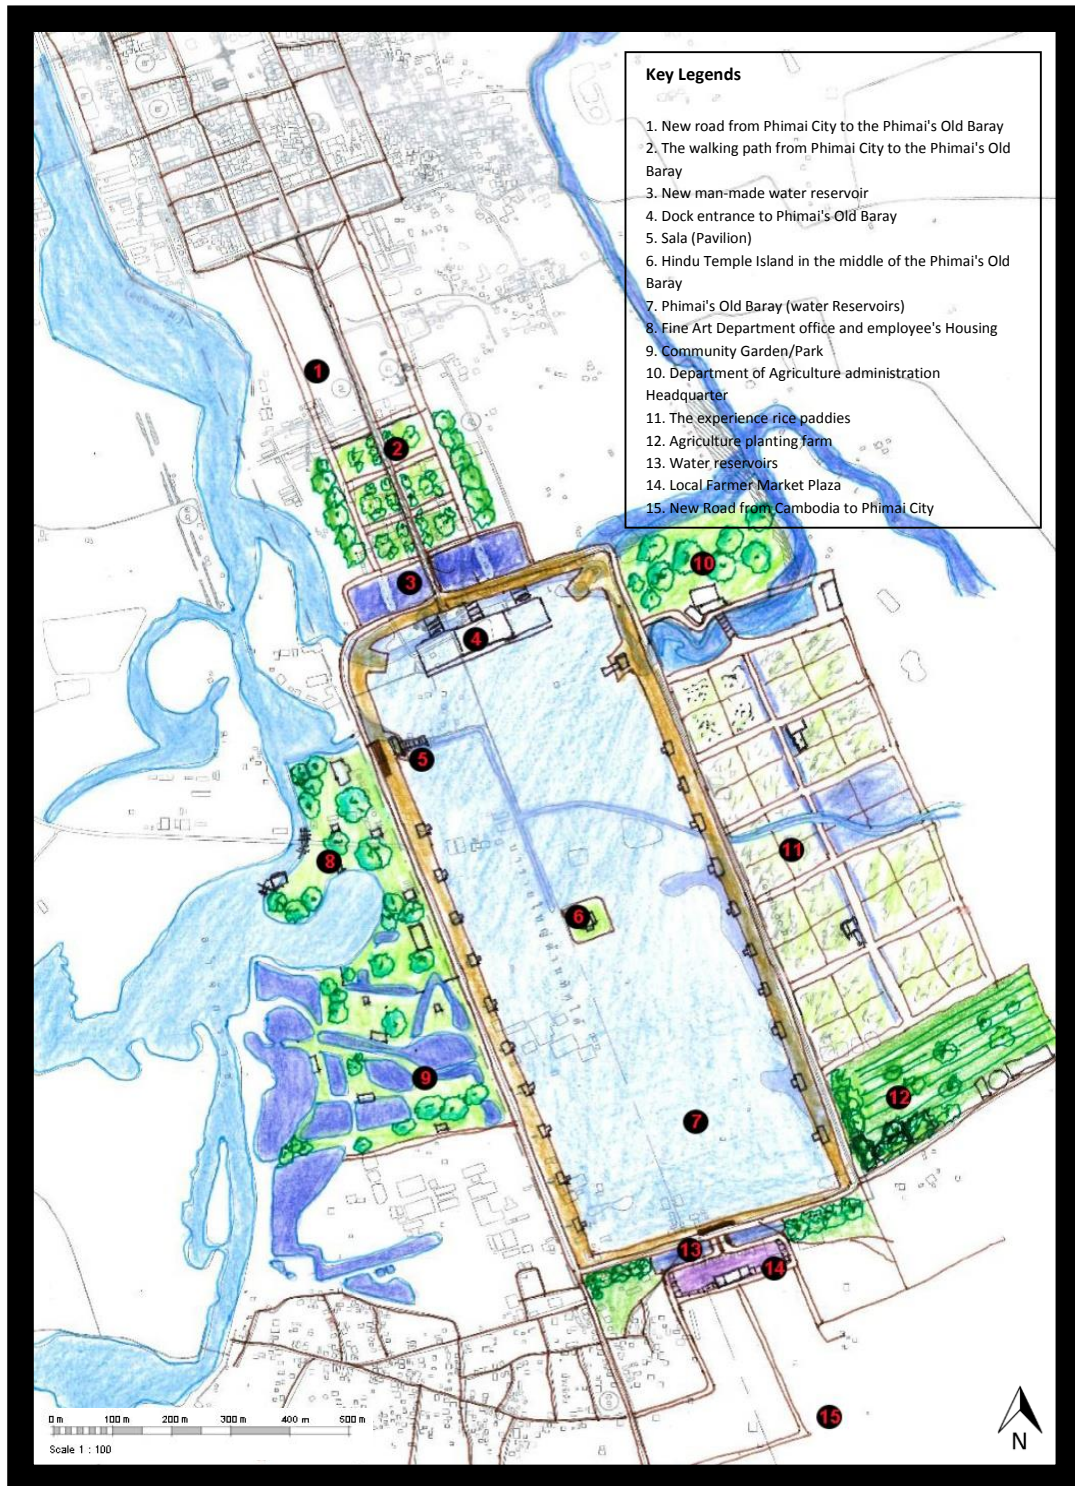 Key Legends
1. New road from Phimai City to the Phimai's Old Baray
2. The walking path from Phimai City to the Phimai's Old
Baray
3. New man-made water reservoir
4. Dock entrance to Phimai's Old Baray
5. Sala (Pavilion)
6. Hindu Temple Island in the middle of the Phimai's Old
Baray
7. Phimai's Old Baray (water Reservoirs)
8. Fine Art Department office and employee's Housing
9. Community Garden/Park
10. Department of Agriculture administration
Headquarter
11. The experience rice paddies
12. Agriculture planting farm
13. Water reservoirs
14. Local Farmer Market Plaza
15. New Road from Cambodia to Phimai City
1
2
3
10
4
5
11
8
6
9
12
7
13
14
15
0 m 100 m 200 m 300 m 400 m 500 m
Scale 1 : 100
N